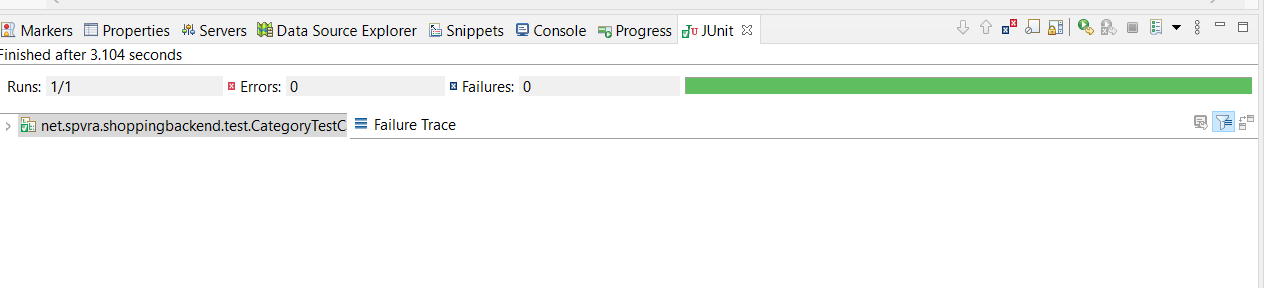 Markers Properties Servers Data Source Explorer Snippets Console Progress JUnit
Finished after 3.104 seconds
Runs: 1/1 Errors: 0 Failures: 0
net.spvra.shoppingbackend.test.CategoryTestC Failure Trace